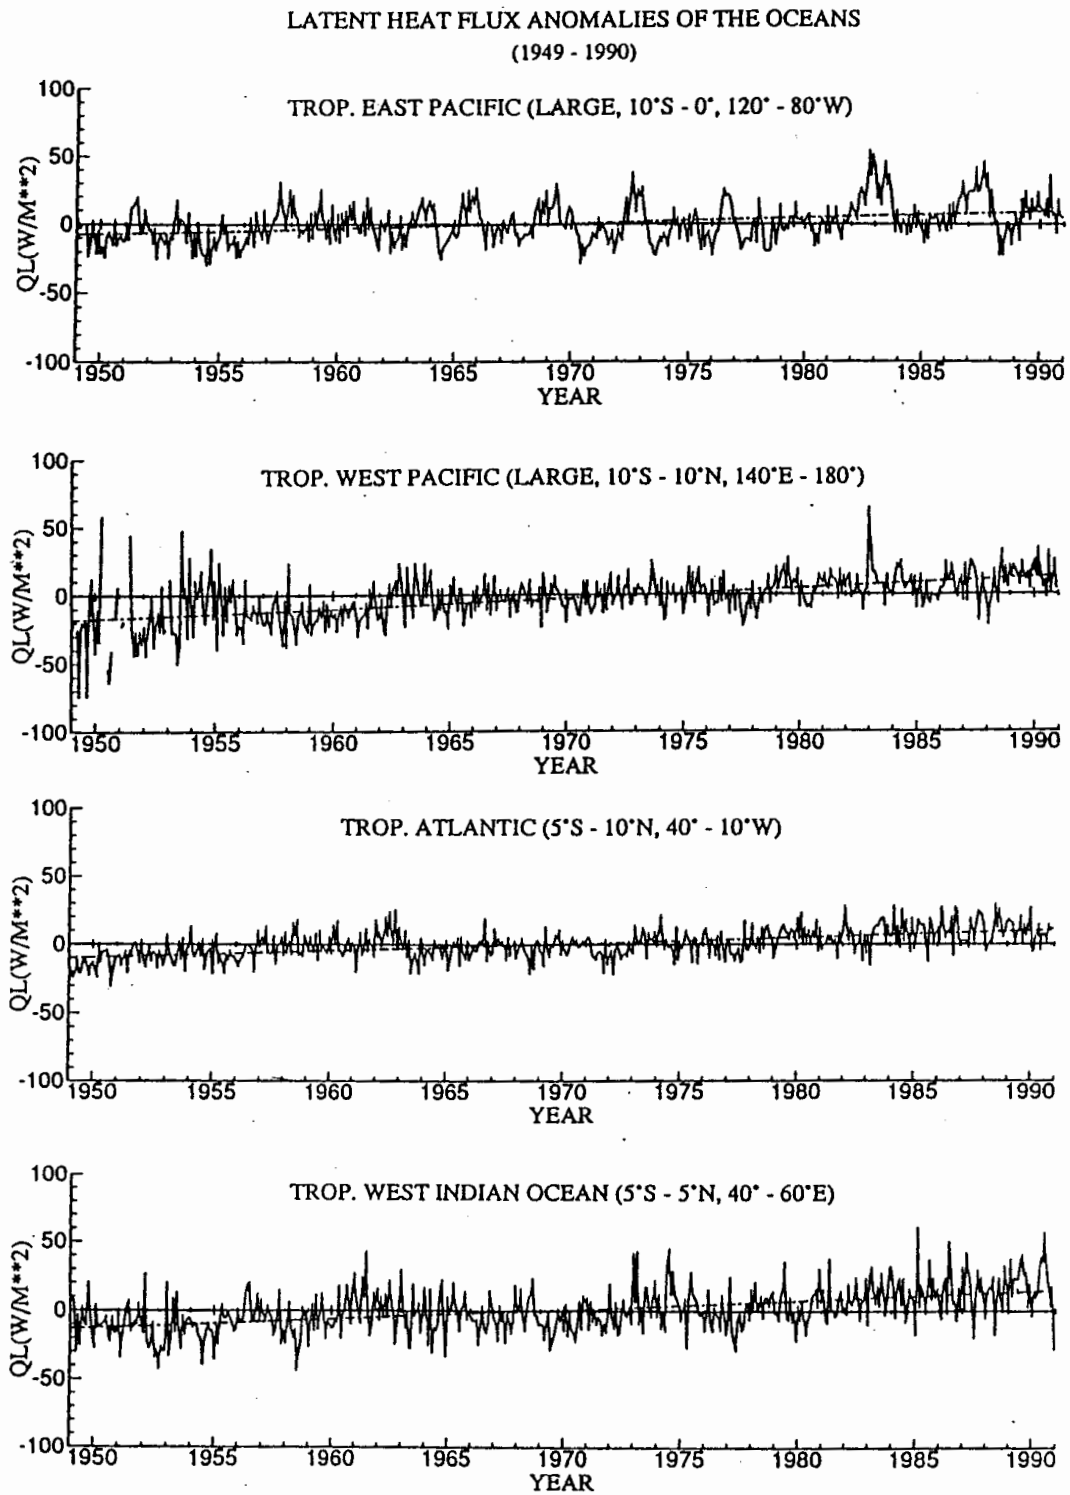 LATENT HEAT FLUX ANOMALIES OF THE OCEANS
(1949 - 1990)
TROP. EAST PACIFIC (LARGE, 10°S - 0°, 120° - 80°W)
QL(W/M**2)
100
50
0
-50
-100
1950 1955 1960 1965 1970 1975 1980 1985 1990
YEAR
TROP. WEST PACIFIC (LARGE, 10°S - 10°N, 140°E - 180°)
QL(W/M**2)
100
50
0
-50
-100
1950 1955 1960 1965 1970 1975 1980 1985 1990
YEAR
TROP. ATLANTIC (5°S - 10°N, 40° - 10°W)
QL(W/M**2)
100
50
0
-50
-100
1950 1955 1960 1965 1970 1975 1980 1985 1990
YEAR
TROP. WEST INDIAN OCEAN (5°S - 5°N, 40° - 60°E)
QL(W/M**2)
100
50
0
-50
-100
1950 1955 1960 1965 1970 1975 1980 1985 1990
YEAR